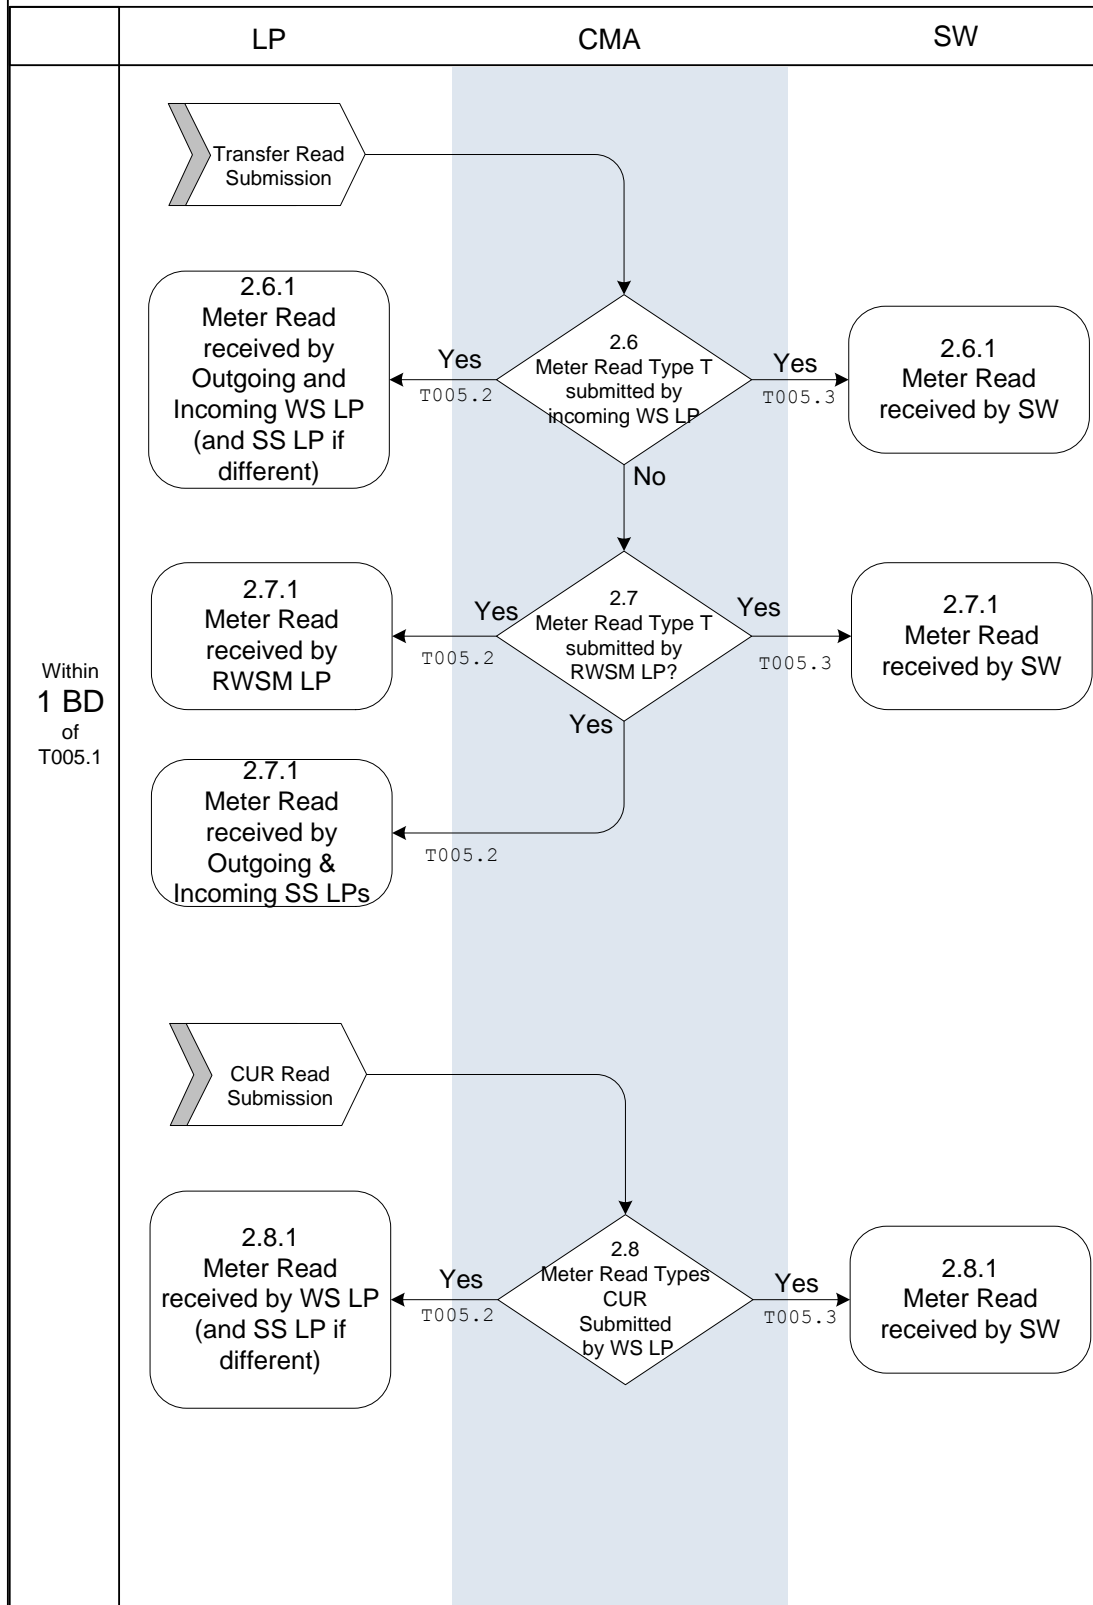 LP
CMA
SW
Transfer Read
Submission
2.6.1
Meter Read
received by
Outgoing and
Incoming WS LP
(and SS LP if
different)
Yes
T005.2
2.6
Meter Read Type T
submitted by
incoming WS LP
Yes
T005.3
2.6.1
Meter Read
received by SW
No
2.7.1
Meter Read
received by
RWSM LP
Yes
T005.2
2.7
Meter Read Type T
submitted by
RWSM LP?
Yes
T005.3
2.7.1
Meter Read
received by SW
Within
1 BD
of
T005.1
Yes
2.7.1
Meter Read
received by
Outgoing &
Incoming SS LPs
T005.2
CUR Read
Submission
2.8.1
Meter Read
received by WS LP
(and SS LP if
different)
Yes
T005.2
2.8
Meter Read Types
CUR
Submitted
by WS LP
Yes
T005.3
2.8.1
Meter Read
received by SW